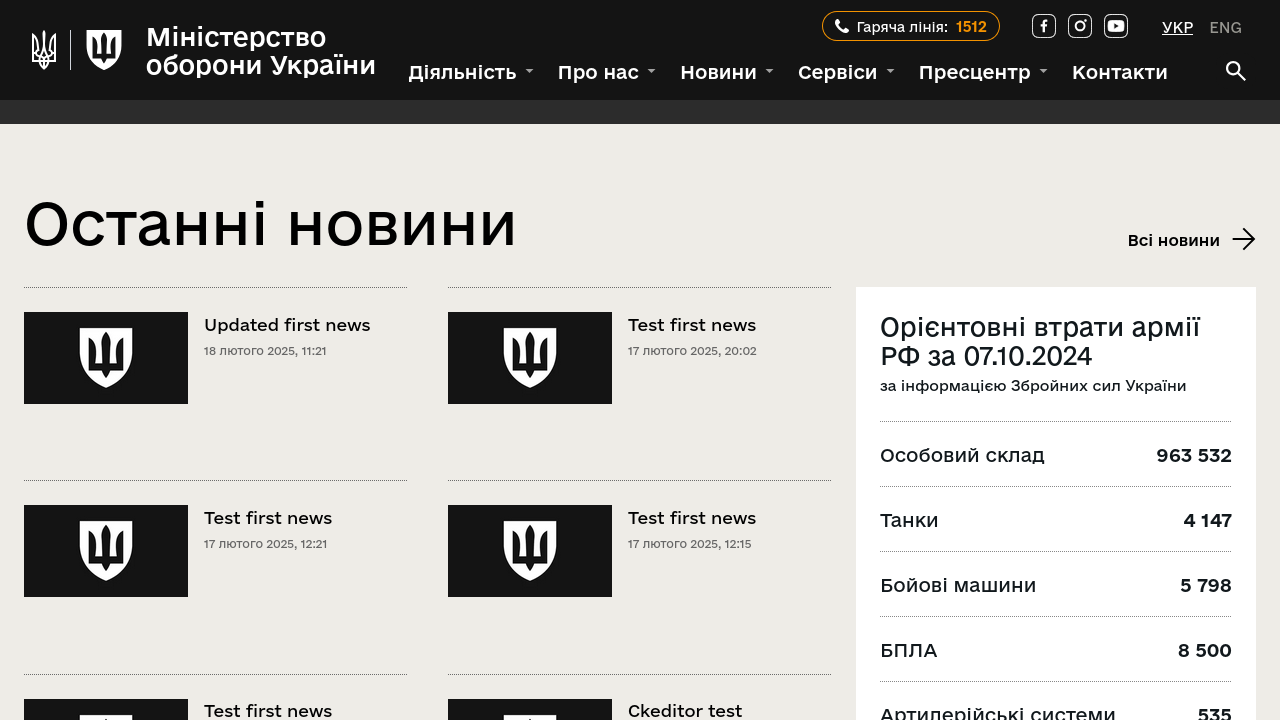 Міністерство
оборони України
Гаряча лінія: 1512
УКР ENG
Діяльність Про нас Новини Сервіси Пресцентр Контакти
Останні новини
Всі новини
Updated first news
18 лютого 2025, 11:21
Test first news
17 лютого 2025, 20:02
Test first news
17 лютого 2025, 12:21
Test first news
17 лютого 2025, 12:15
Test first news
Ckeditor test
Орієнтовні втрати армії
РФ за 07.10.2024
за інформацією Збройних сил України
Особовий склад 963 532
Танки 4 147
Бойові машини 5 798
БПЛА 8 500
Артилерійські системи 535